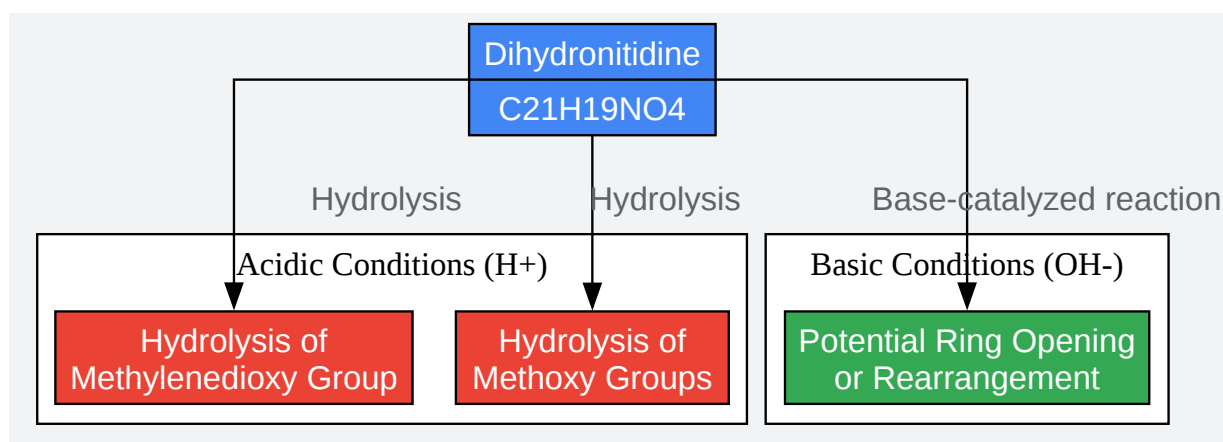 Dihydronitidine
C21H19NO4
Hydrolysis
Hydrolysis
Base-catalyzed reaction
Acidic Conditions (H+)
Basic Conditions (OH-)
Hydrolysis of
Methylenedioxy Group
Hydrolysis of
Methoxy Groups
Potential Ring Opening
or Rearrangement